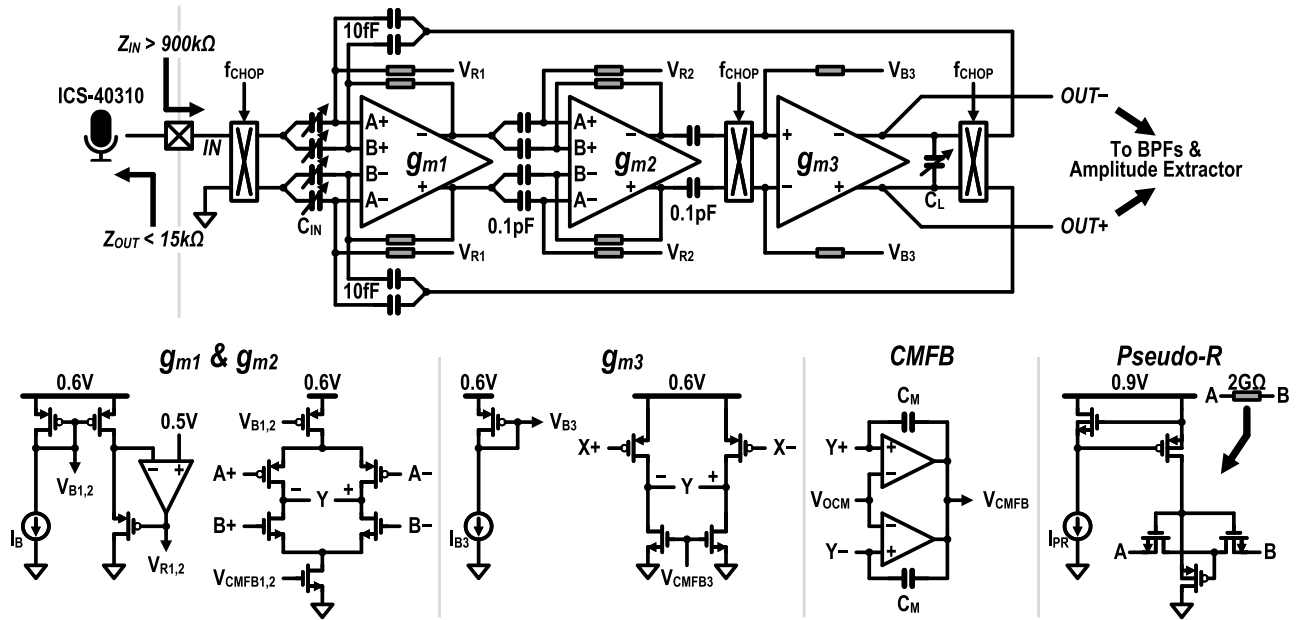 10fF
Z_IN > 900kΩ
f_CHOP
V_R1
V_R2
f_CHOP
V_B3
f_CHOP
ICS-40310
IN
A+
B+
B−
A−
−
+
g_m1
A+
B+
B−
A−
−
+
g_m2
+
−
−
+
g_m3
OUT−
To BPFs &
Amplitude Extractor
C_L
OUT+
C_IN
0.1pF
0.1pF
Z_OUT < 15kΩ
V_R1
V_R2
V_B3
10fF
g_m1 & g_m2
0.6V
0.5V
0.6V
− +
V_B1,2
I_B
V_R1,2
V_B1,2
A+
A−
− Y +
B+
B−
V_CMFB1,2
g_m3
0.6V
0.6V
V_B3
I_B3
X+
X−
− Y +
V_CMFB3
CMFB
C_M
Y+
+
−
V_OCM
V_CMFB
−
+
Y−
C_M
Pseudo-R
0.9V
2GΩ
A
B
I_PR
A
B